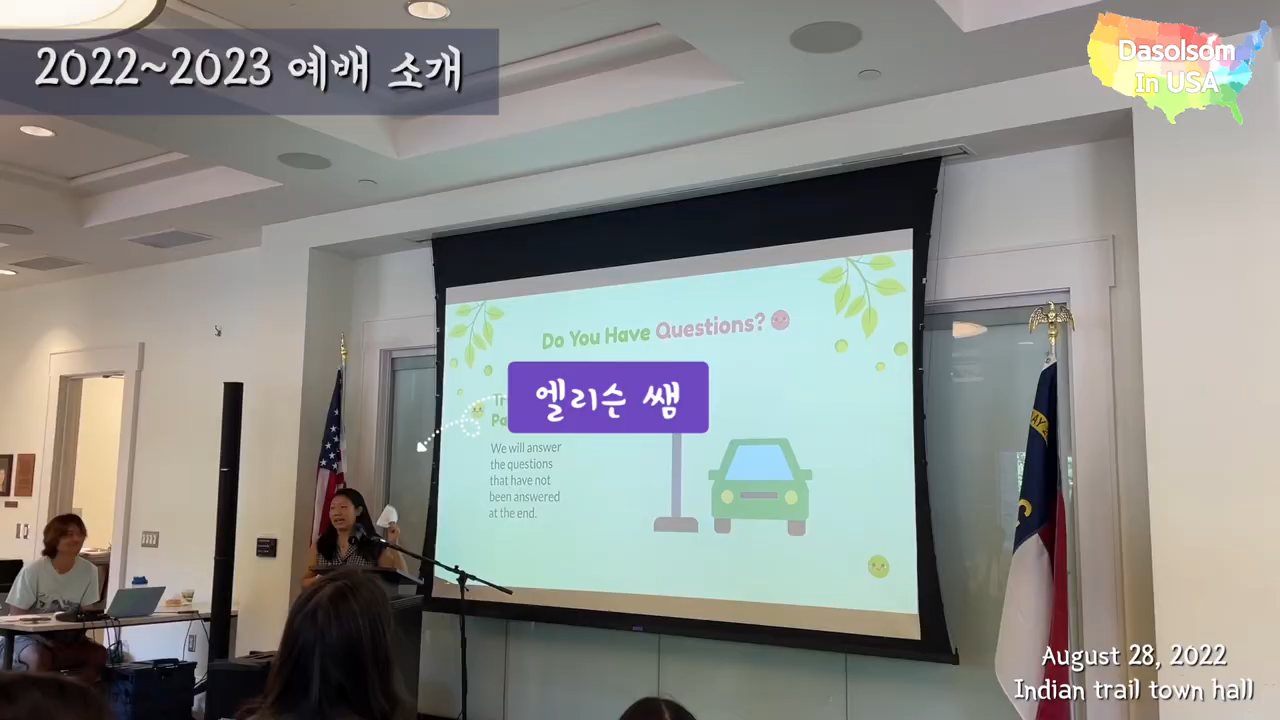 2022~2023 예배 소개
Dasolsom
In USA
Do You Have Questions?
엘리슨 쌤
We will answer
the questions
that have not
been answered
at the end.
August 28, 2022
Indian trail town hall